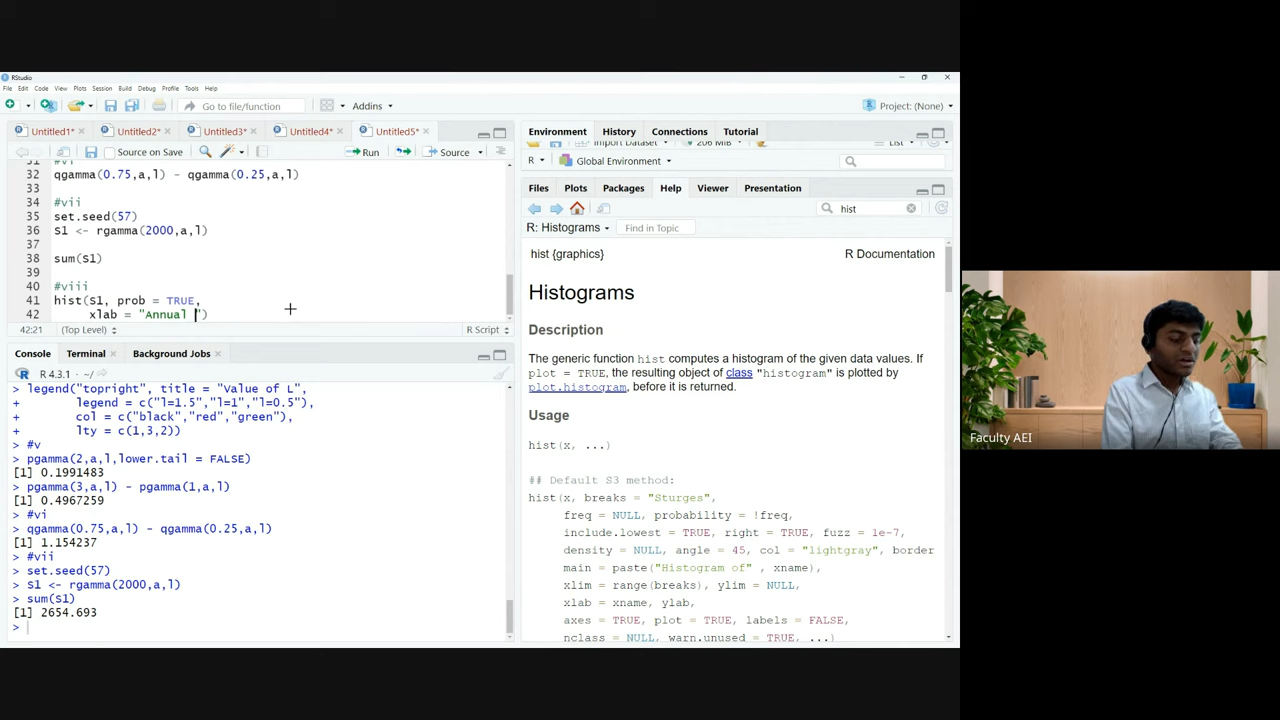 RStudio
File Edit Code View Plots Session Build Debug Profile Tools Help
Go to file/function
Addins
Project: (None)
Untitled1*
Untitled2*
Untitled3*
Untitled4*
Untitled5*
Source on Save
Run
Source
31 #vi
32 qgamma(0.75,a,l) - qgamma(0.25,a,l)
33
34 #vii
35 set.seed(57)
36 S1 <- rgamma(2000,a,l)
37
38 sum(S1)
39
40 #viii
41 hist(S1, prob = TRUE,
42 xlab = "Annual ")
42:21 (Top Level) R Script
Console Terminal Background Jobs
R 4.3.1 · ~/
> legend("topright", title = "Value of L",
+ legend = c("l=1.5","l=1","l=0.5"),
+ col = c("black","red","green"),
+ lty = c(1,3,2))
> #v
> pgamma(2,a,l,lower.tail = FALSE)
[1] 0.1991483
> pgamma(3,a,l) - pgamma(1,a,l)
[1] 0.4967259
> #vi
> qgamma(0.75,a,l) - qgamma(0.25,a,l)
[1] 1.154237
> #vii
> set.seed(57)
> S1 <- rgamma(2000,a,l)
> sum(S1)
[1] 2654.693
>
Environment History Connections Tutorial
Import Dataset 206 MiB List
R Global Environment
Files Plots Packages Help Viewer Presentation
hist
R: Histograms Find in Topic
hist {graphics} R Documentation
Histograms
Description
The generic function hist computes a histogram of the given data values. If
plot = TRUE, the resulting object of class "histogram" is plotted by
plot.histogram, before it is returned.
Usage
hist(x, ...)
## Default S3 method:
hist(x, breaks = "Sturges",
freq = NULL, probability = !freq,
include.lowest = TRUE, right = TRUE, fuzz = 1e-7,
density = NULL, angle = 45, col = "lightgray", border
main = paste("Histogram of" , xname),
xlim = range(breaks), ylim = NULL,
xlab = xname, ylab,
axes = TRUE, plot = TRUE, labels = FALSE,
nclass = NULL, warn.unused = TRUE, ...)
Faculty AEI